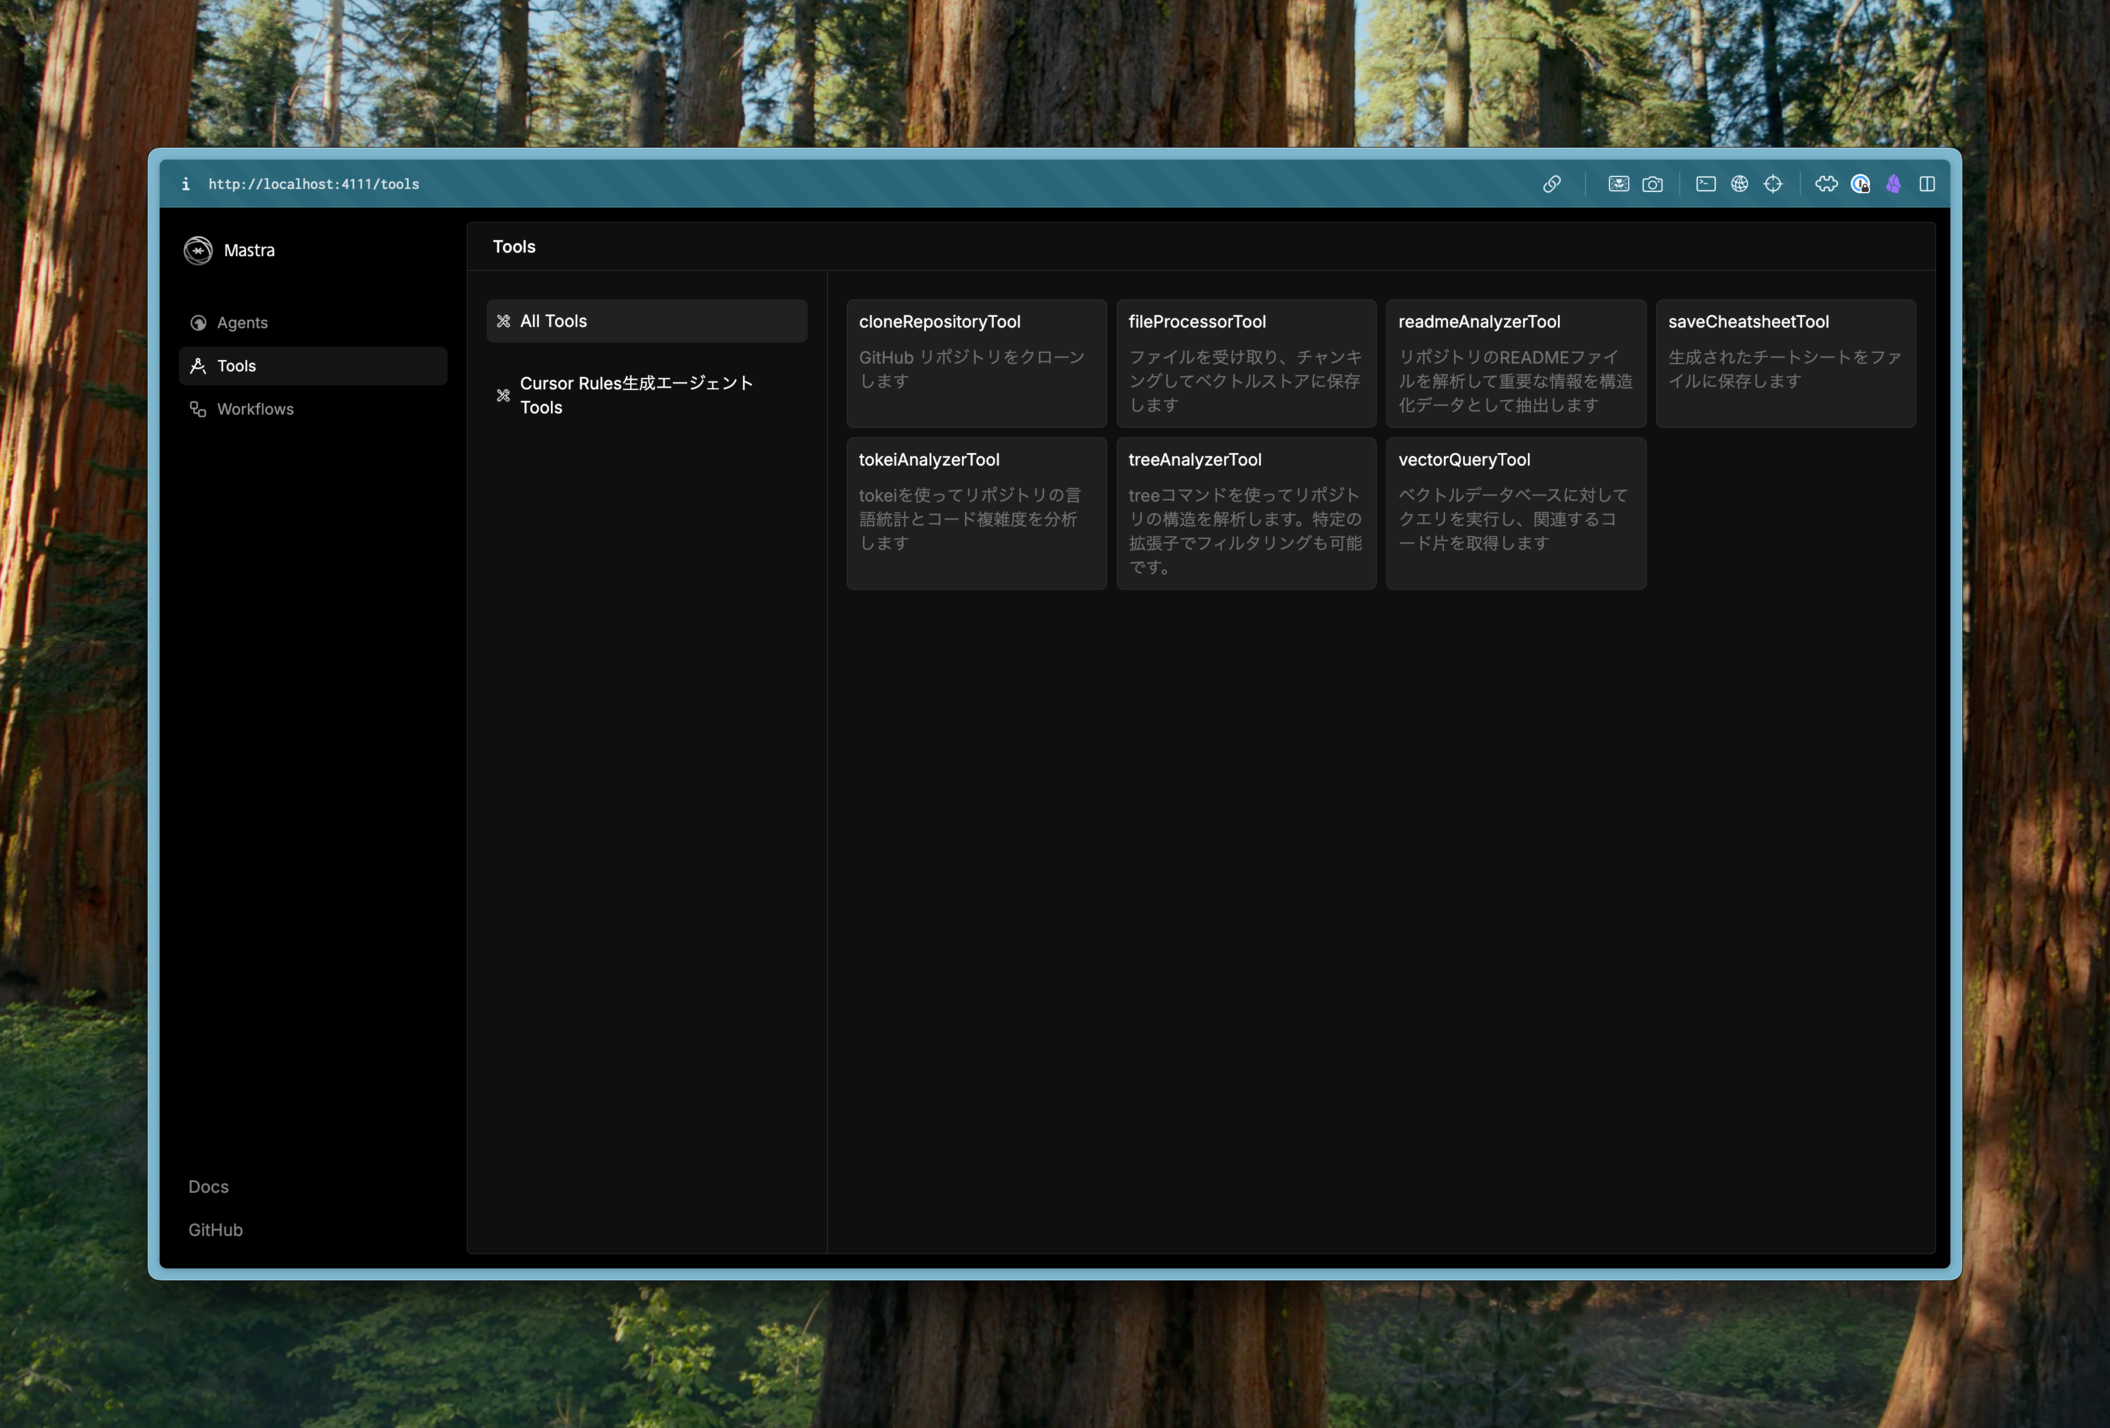 i http://localhost:4111/tools
Mastra
Agents
Tools
Workflows
Docs
GitHub
Tools
All Tools
Cursor Rules生成エージェント
Tools
cloneRepositoryTool
GitHub リポジトリをクローン
します
fileProcessorTool
ファイルを受け取り、チャンキ
ングしてベクトルストアに保存
します
readmeAnalyzerTool
リポジトリのREADMEファイ
ルを解析して重要な情報を構造
化データとして抽出します
saveCheatsheetTool
生成されたチートシートをファ
イルに保存します
tokeiAnalyzerTool
tokeiを使ってリポジトリの言
語統計とコード複雑度を分析
します
treeAnalyzerTool
treeコマンドを使ってリポジト
リの構造を解析します。特定の
拡張子でフィルタリングも可能
です。
vectorQueryTool
ベクトルデータベースに対して
クエリを実行し、関連するコ
ード片を取得します